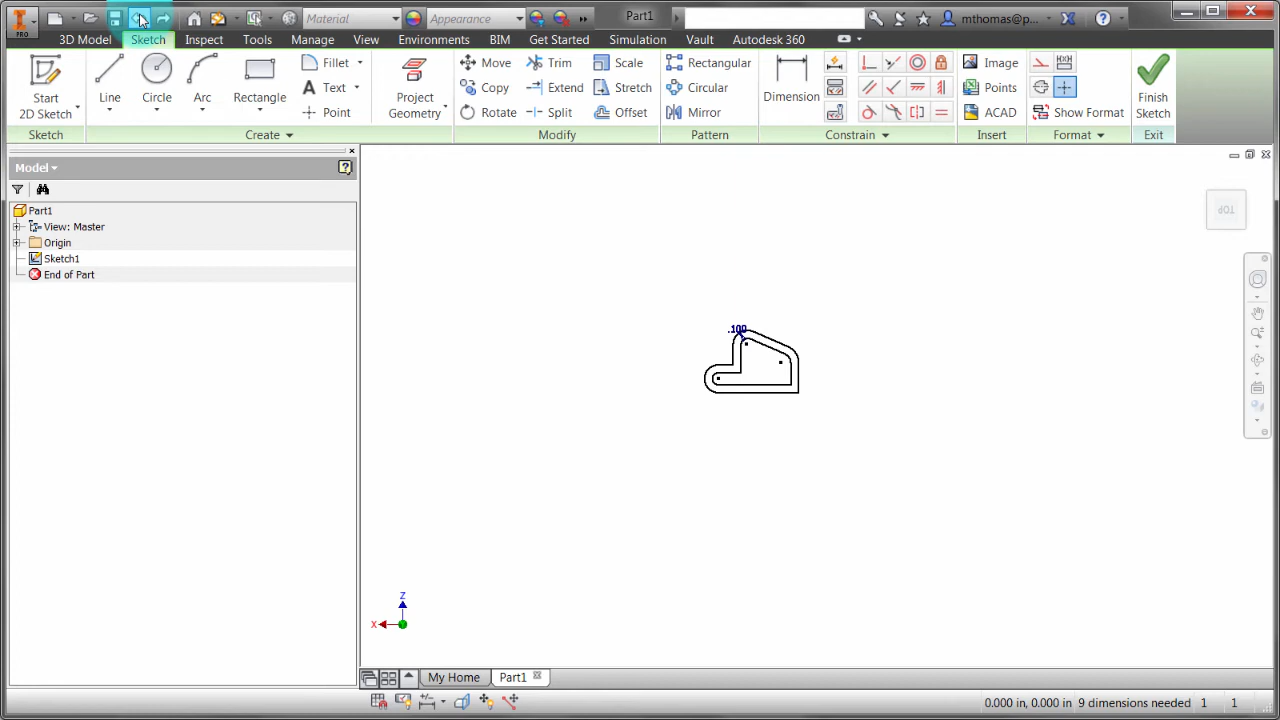 PRO
Material
Appearance
Part1
mthomas@p...
3D Model
Sketch
Inspect
Tools
Manage
View
Environments
BIM
Get Started
Simulation
Vault
Autodesk 360
Start
2D Sketch
Line
Circle
Arc
Rectangle
Fillet
Text
Point
Project
Geometry
Move
Copy
Rotate
Trim
Extend
Split
Scale
Stretch
Offset
Rectangular
Circular
Mirror
Dimension
Image
Points
ACAD
Show Format
Finish
Sketch
Sketch
Create
Modify
Pattern
Constrain
Insert
Format
Exit
Model
Part1
View: Master
Origin
Sketch1
End of Part
TOP
.100
Z
X
My Home
Part1
0.000 in, 0.000 in
9 dimensions needed
1
1